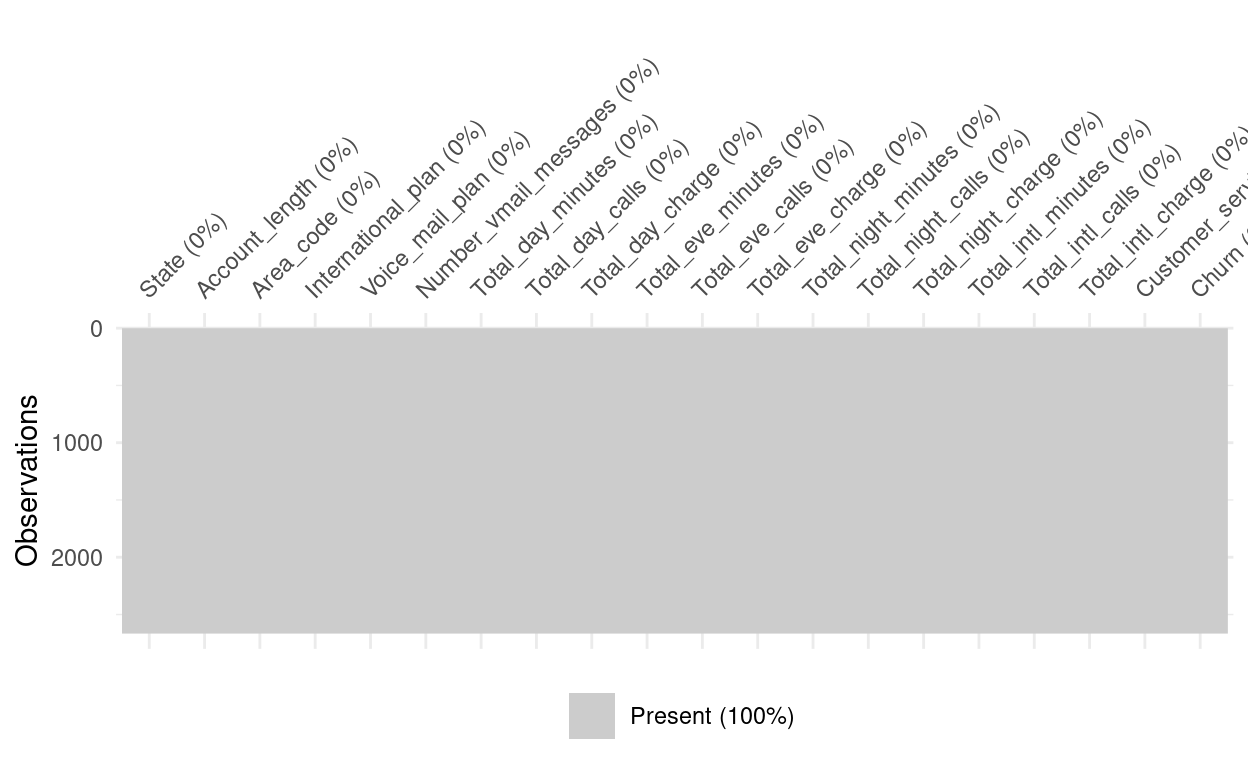 State (0%)
Account_length (0%)
Area_code (0%)
International_plan (0%)
Voice_mail_plan (0%)
Number_vmail_messages (0%)
Total_day_minutes (0%)
Total_day_calls (0%)
Total_day_charge (0%)
Total_eve_minutes (0%)
Total_eve_calls (0%)
Total_eve_charge (0%)
Total_night_minutes (0%)
Total_night_calls (0%)
Total_night_charge (0%)
Total_intl_minutes (0%)
Total_intl_calls (0%)
Total_intl_charge (0%)
Churn
0
1000
2000
Observations
Present (100%)